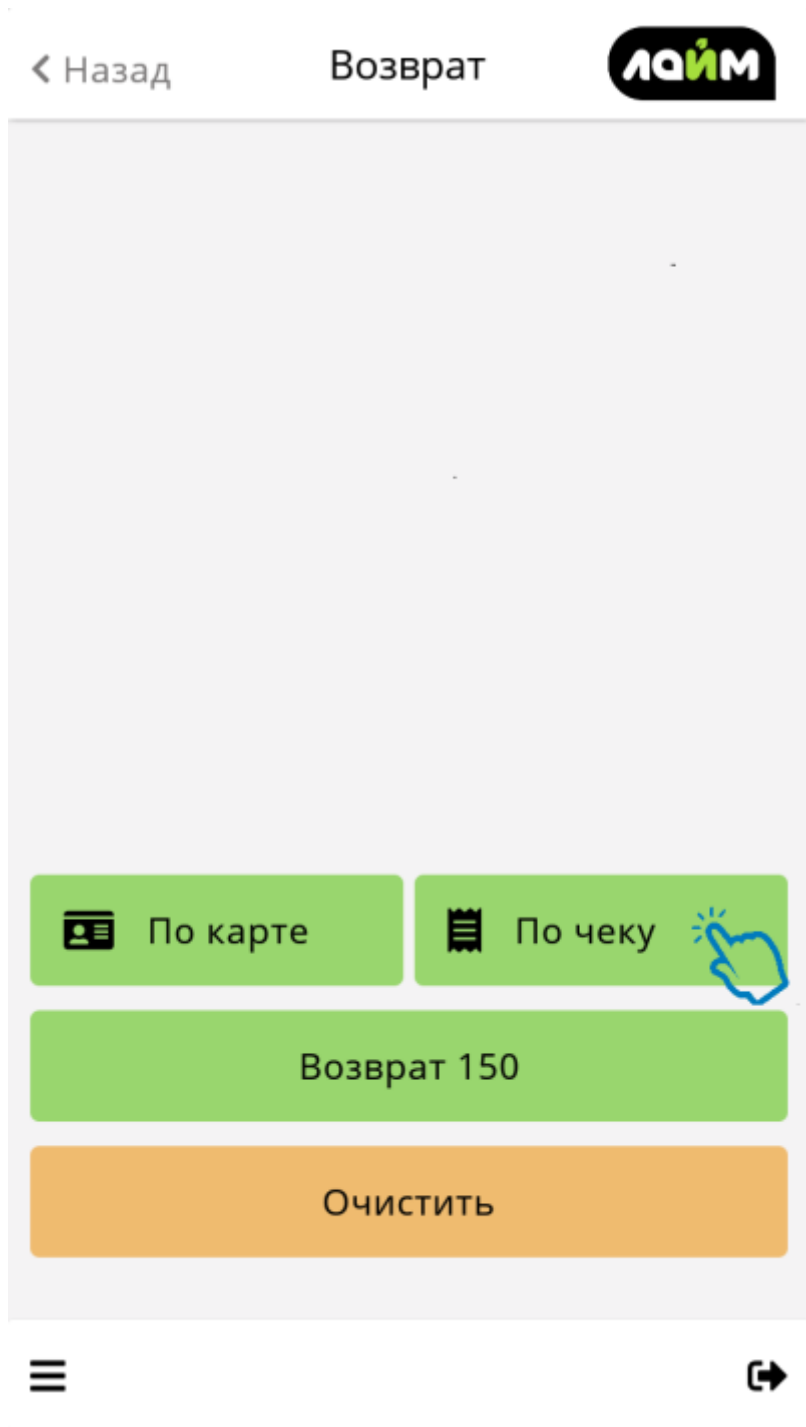 Назад
Возврат
лайм
По карте
По чеку
Возврат 150
Очистить